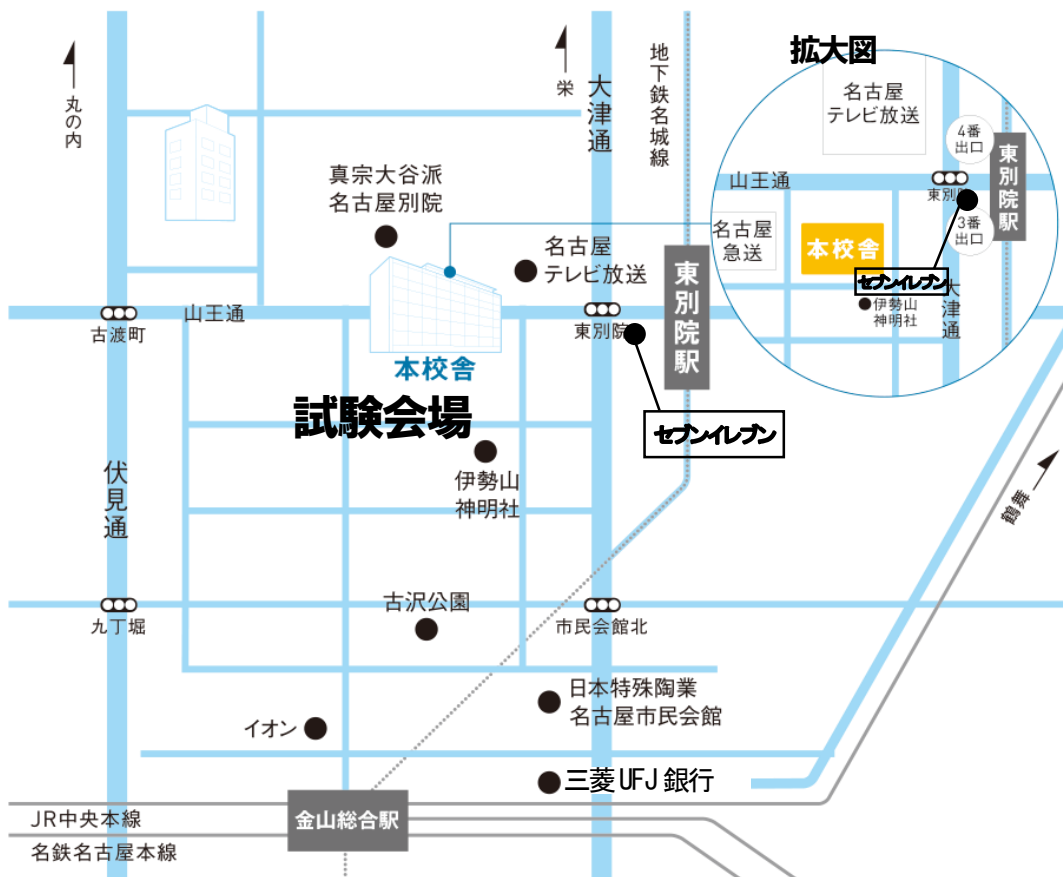 丸の内
栄
大津通
地下鉄名城線
拡大図
名古屋
テレビ放送
4番
出口
東別院駅
山王通
東別院
3番
出口
名古屋
急送
本校舎
セブンイレブン
大津通
伊勢山
神明社
真宗大谷派
名古屋別院
名古屋
テレビ放送
東別院駅
山王通
古渡町
東別院
本校舎
試験会場
セブンイレブン
伊勢山
神明社
伏見通
鶴舞
古沢公園
九丁堀
市民会館北
日本特殊陶業
名古屋市民会館
イオン
三菱UFJ銀行
JR中央本線
金山総合駅
名鉄名古屋本線